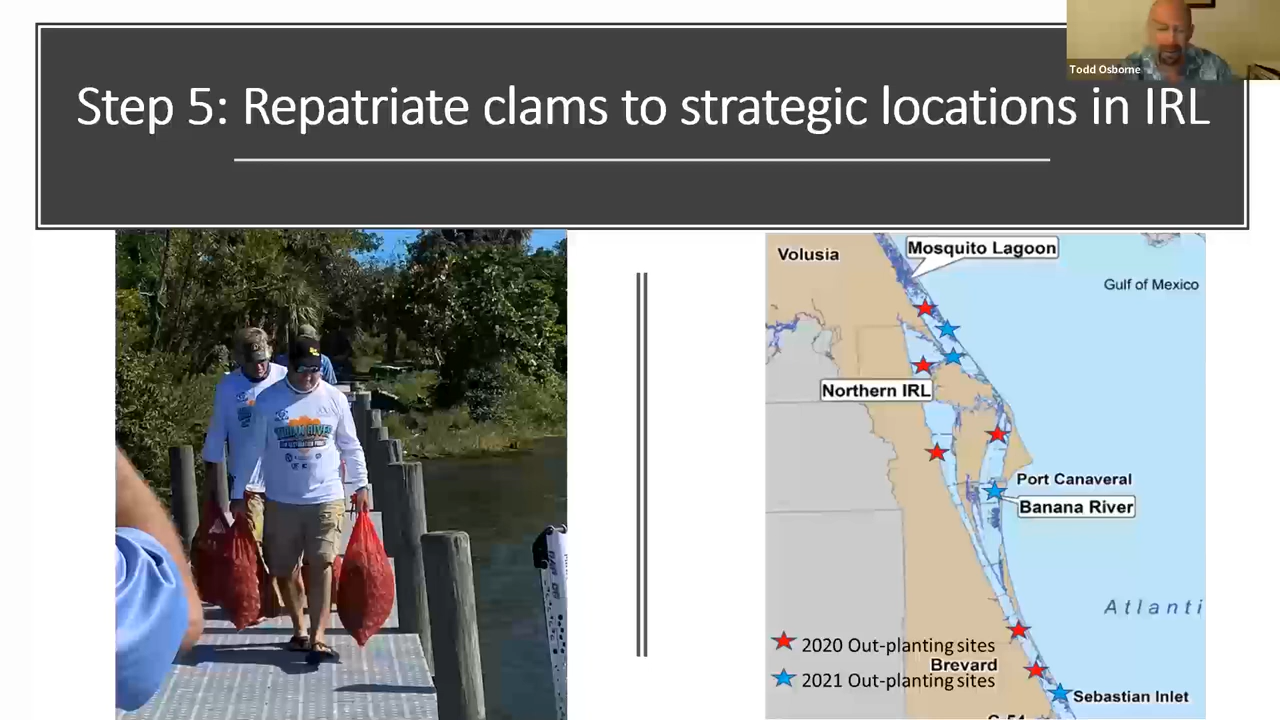 Todd Osborne
Step 5: Repatriate clams to strategic locations in IRL
Volusia
Mosquito Lagoon
Gulf of Mexico
Northern IRL
Port Canaveral
Banana River
Atlanti
2020 Out-planting sites
Brevard
2021 Out-planting sites
Sebastian Inlet